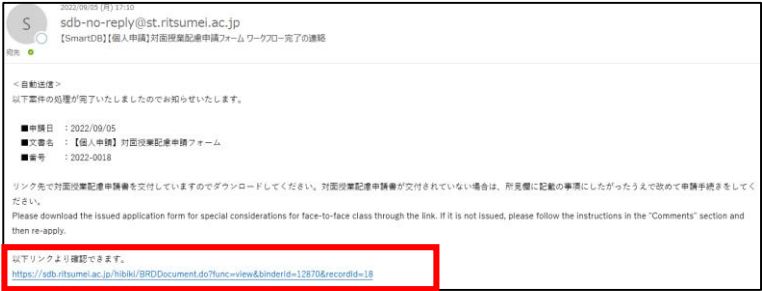 2022/09/05 (月) 17:10
S
sdb-no-reply@st.ritsumei.ac.jp
【SmartDB】【個人申請】対面授業配慮申請フォーム ワークフロー完了の連絡
宛先
<自動送信>
以下案件の処理が完了いたしましたのでお知らせいたします。
■申請日 :2022/09/05
■文書名 :【個人申請】対面授業配慮申請フォーム
■番号 :2022-0018
リンク先で対面授業配慮申請書を交付していますのでダウンロードしてください。対面授業配慮申請書が交付されていない場合は、所見欄に記載の事項にしたがったうえで改めて申請手続きをしてく
ださい。
Please download the issued application form for special considerations for face-to-face class through the link. If it is not issued, please follow the instructions in the "Comments" section and
then re-apply.
以下リンクより確認できます。
https://sdb.ritsumei.ac.jp/hibiki/BRDDocument.do?func=view&binderId=12870&recordId=18